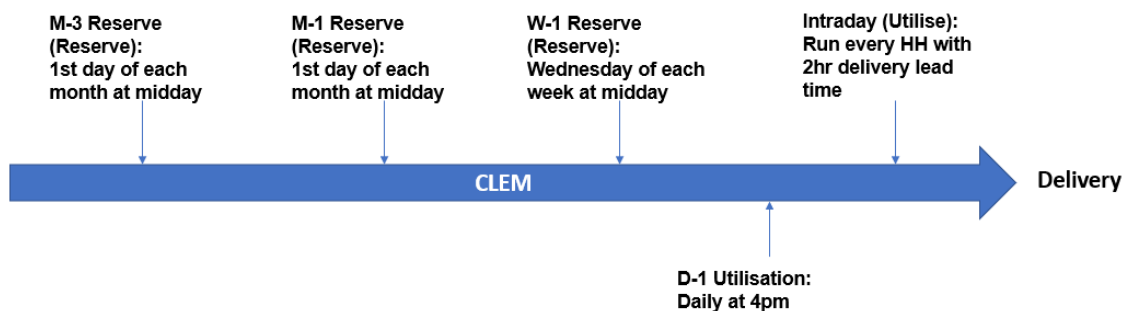 M-3 Reserve
(Reserve):
1st day of each
month at midday
M-1 Reserve
(Reserve):
1st day of each
month at midday
W-1 Reserve
(Reserve):
Wednesday of each
week at midday
Intraday (Utilise):
Run every HH with
2hr delivery lead
time
CLEM
Delivery
D-1 Utilisation:
Daily at 4pm